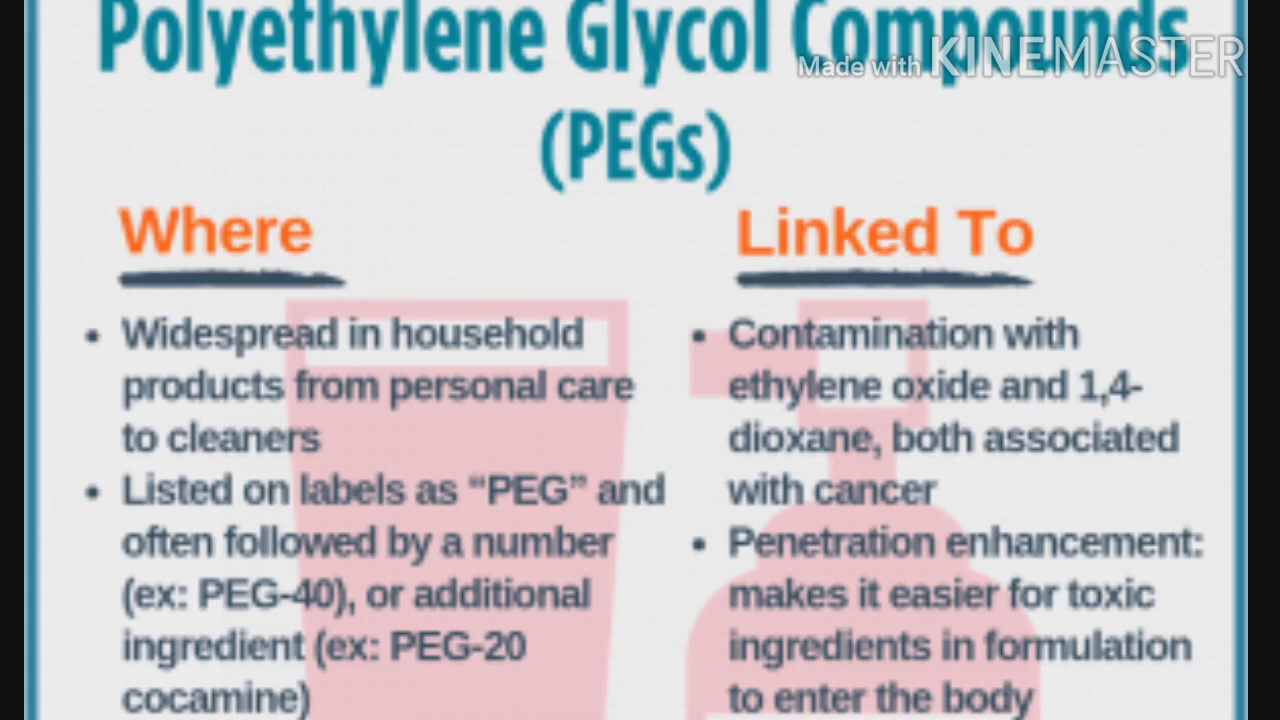 Polyethylene Glycol Compounds
Made with KINEMASTER
(PEGs)
Where
• Widespread in household
products from personal care
to cleaners
• Listed on labels as “PEG” and
often followed by a number
(ex: PEG-40), or additional
ingredient (ex: PEG-20
cocamine)
Linked To
• Contamination with
ethylene oxide and 1,4-
dioxane, both associated
with cancer
• Penetration enhancement:
makes it easier for toxic
ingredients in formulation
to enter the body